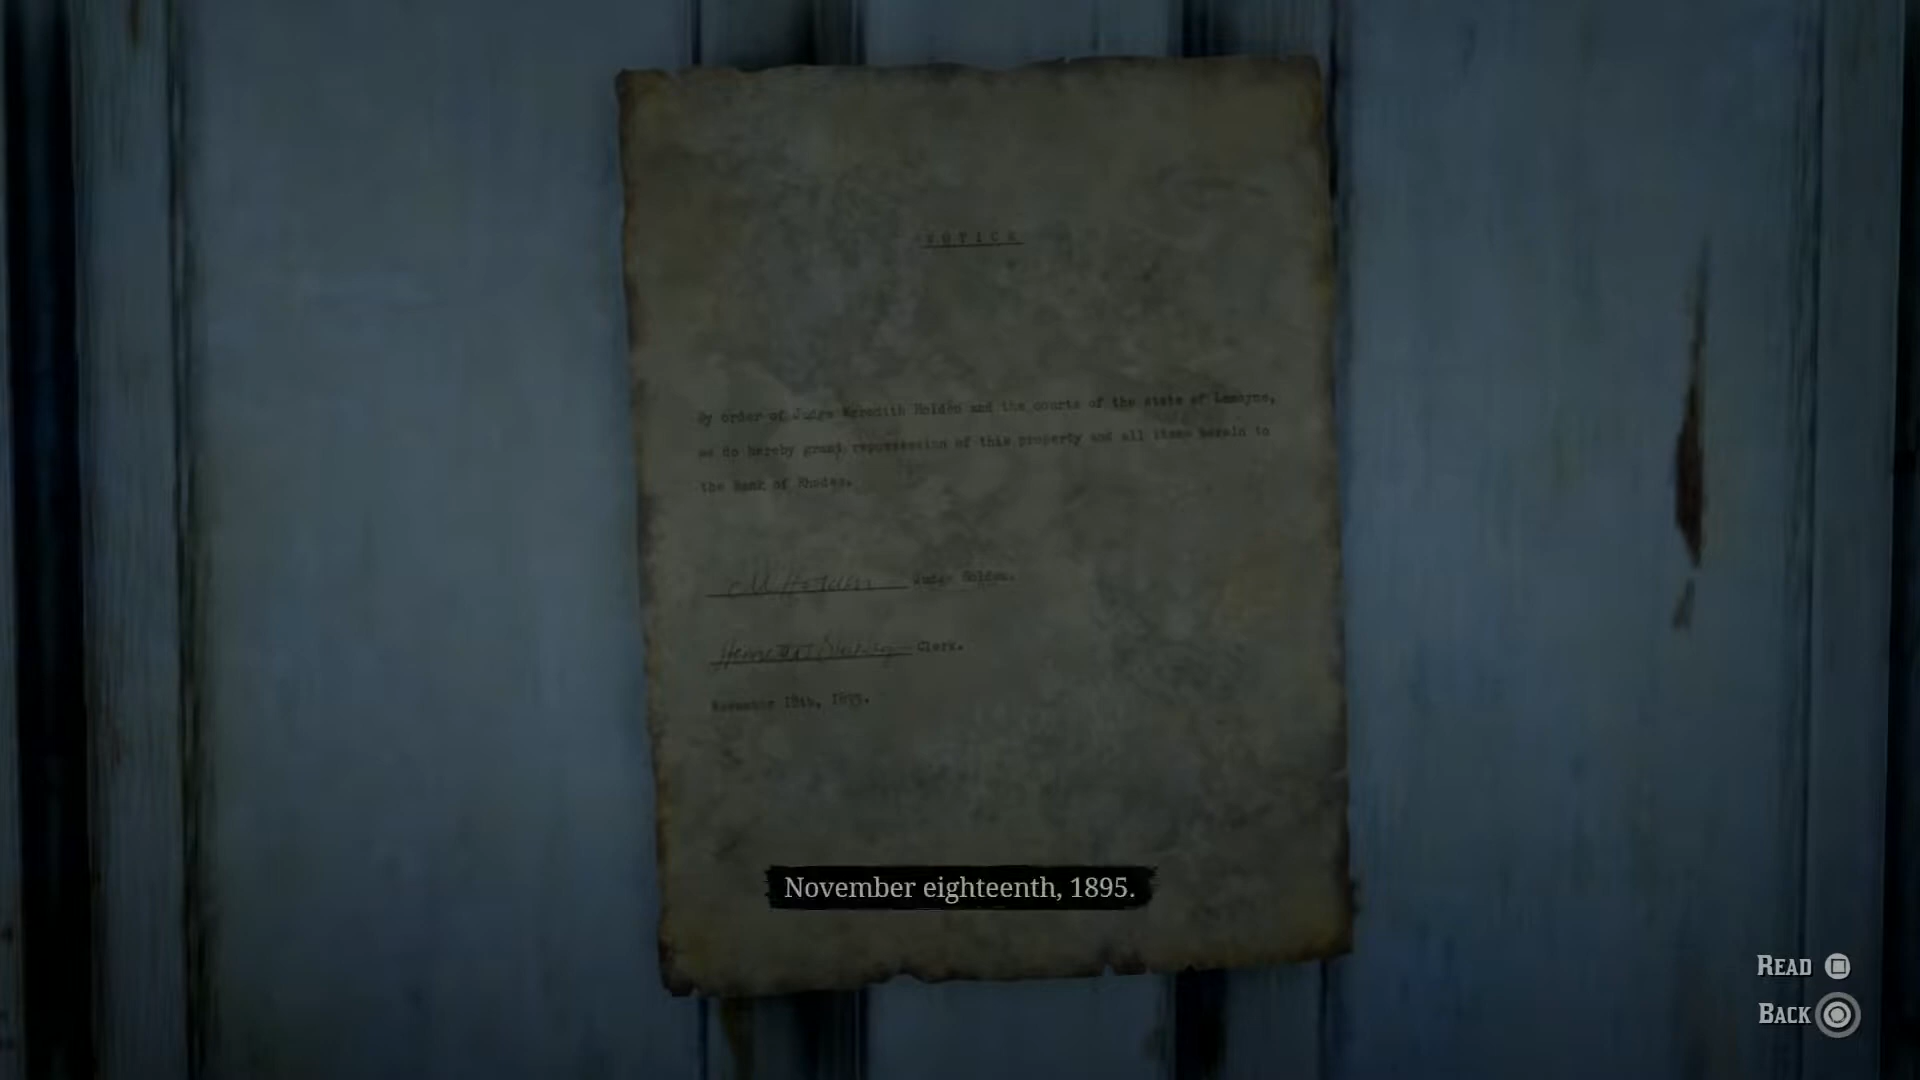 NOTICE
By order of Judge Meredith Holden and the courts of the state of Lemoyne,
we do hereby grant repossession of this property and all items herein to
the Bank of Rhodes.
Judge Holden.
Clerk.
November 18th, 1895.
November eighteenth, 1895.
READ
BACK